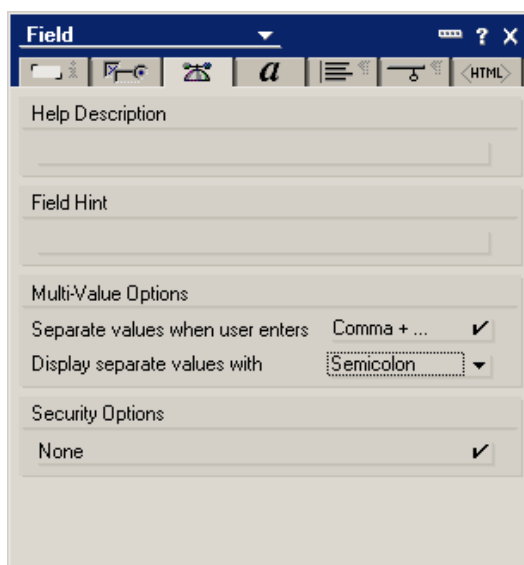 Field
? X
i a <HTML>
Help Description
Field Hint
Multi-Value Options
Separate values when user enters Comma + ...
Display separate values with Semicolon
Security Options
None